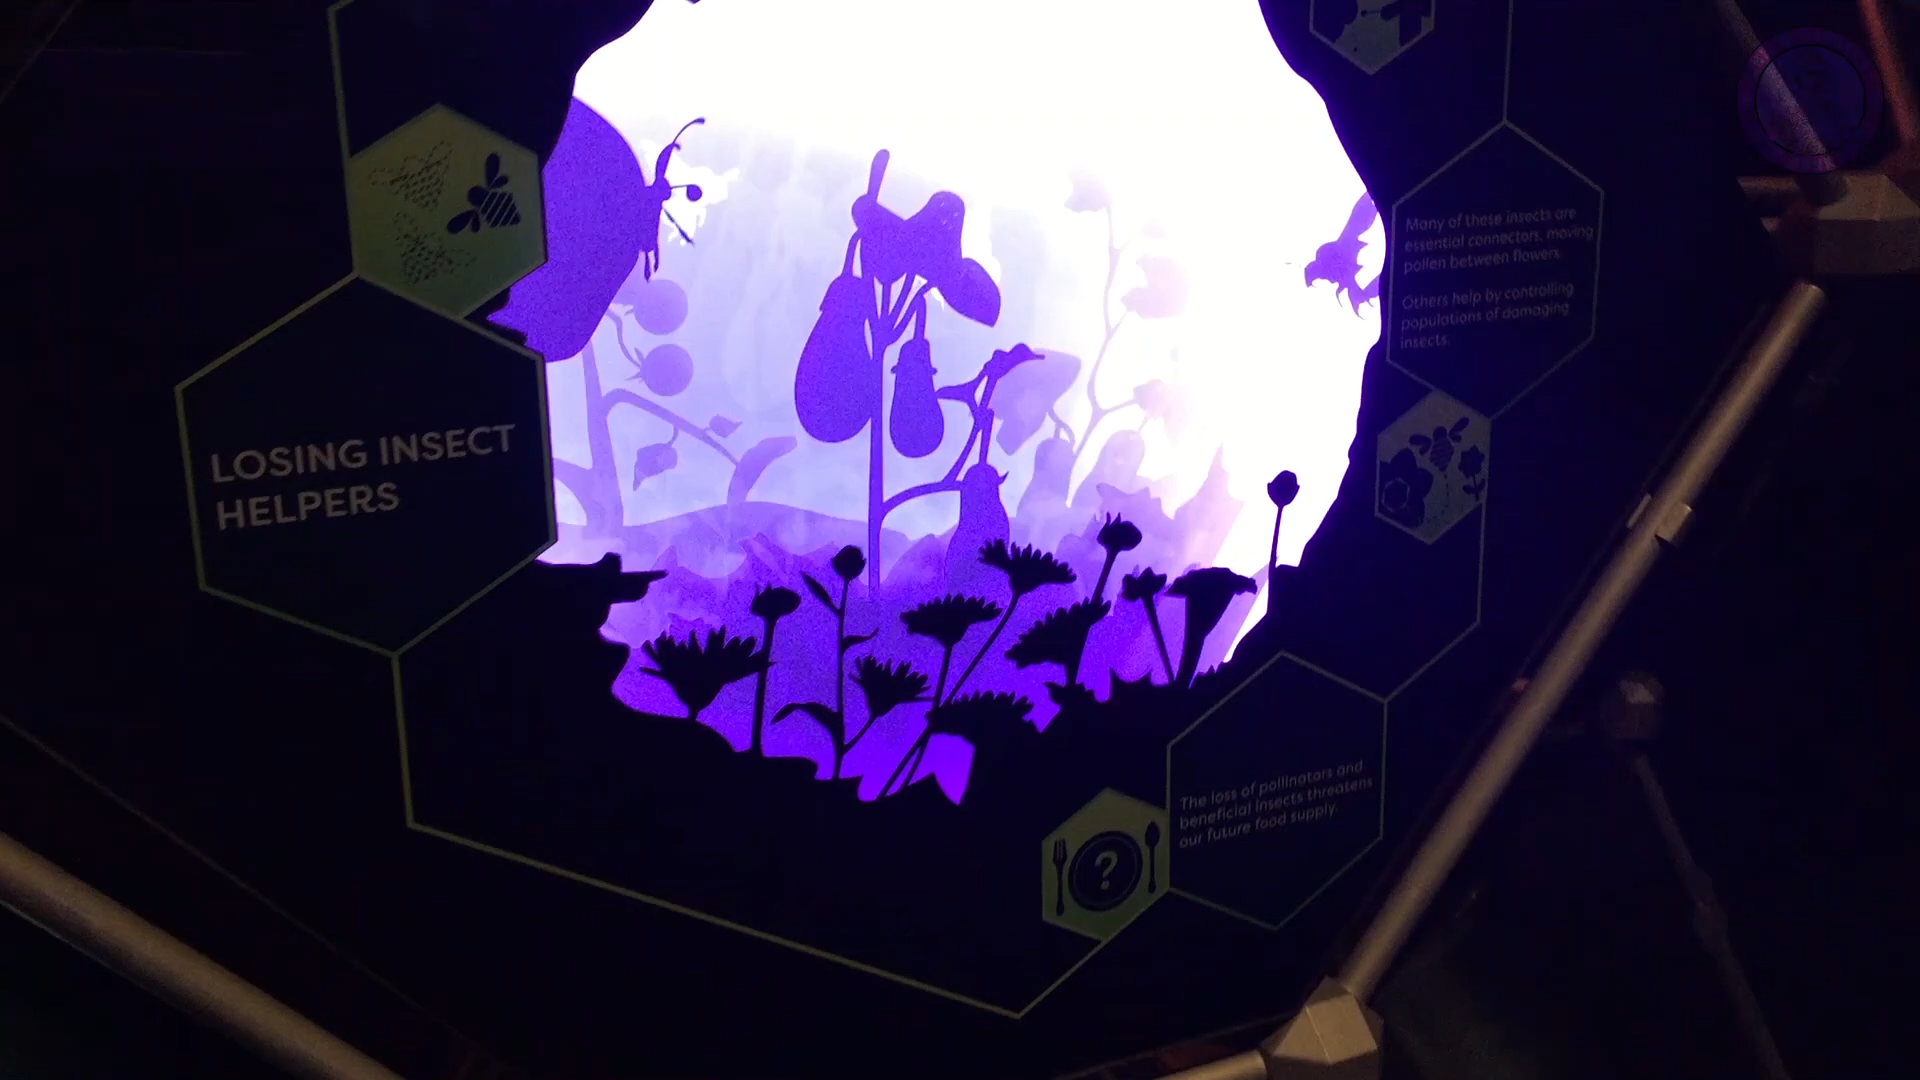 LOSING INSECT
HELPERS
Many of these insects are
essential connectors, moving
pollen between flowers.
Others help by controlling
populations of damaging
insects.
The loss of pollinators and
beneficial insects threatens
our future food supply.
?